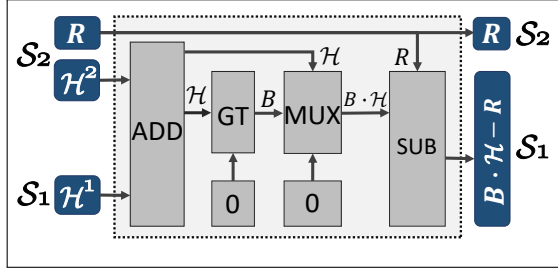 R R 𝒮2
𝒮2 ℋ R
ℋ²
ℋ B B · ℋ
ADD GT MUX SUB B · ℋ − R 𝒮1
𝒮1 ℋ¹ 0 0